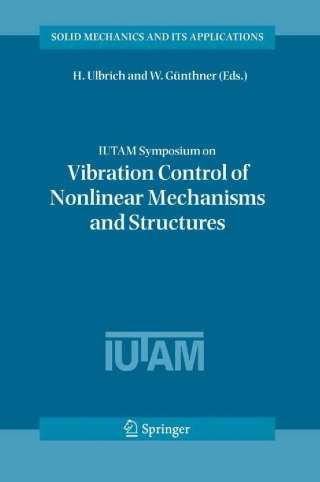 SOLID MECHANICS AND ITS APPLICATIONS
H. Ulbrich and W. Günthner (Eds.)
IUTAM Symposium on
Vibration Control of
Nonlinear Mechanisms
and Structures
IUTAM
Springer